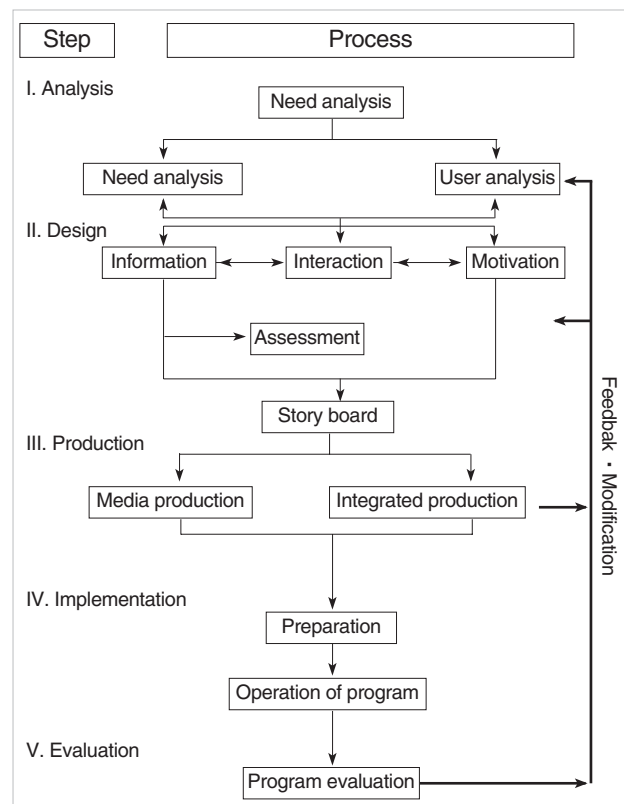 Step
Process
I. Analysis
Need analysis
Need analysis
User analysis
II. Design
Information
Interaction
Motivation
Assessment
Story board
III. Production
Media production
Integrated production
Feedbak · Modification
IV. Implementation
Preparation
Operation of program
V. Evaluation
Program evaluation